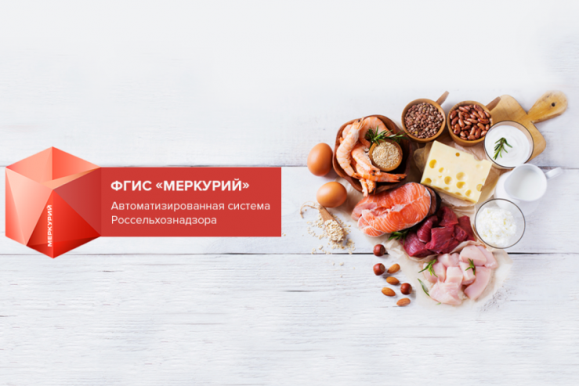 ФГИС «МЕРКУРИЙ»
Автоматизированная система
Россельхознадзора
МЕРКУРИЙ